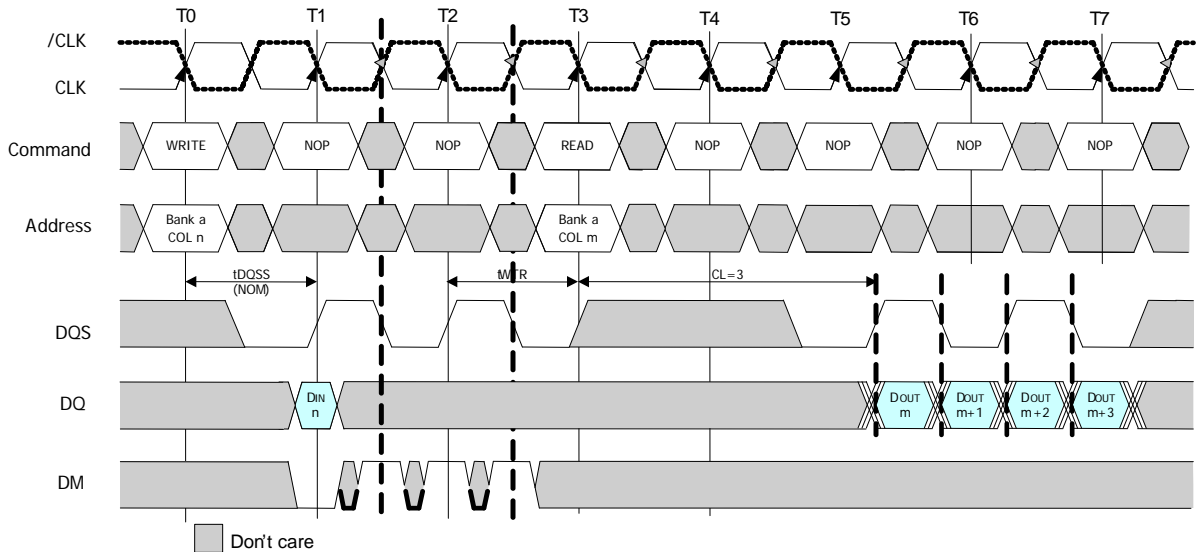 T0 T1 T2 T3 T4 T5 T6 T7
/CLK
CLK
Command WRITE NOP NOP READ NOP NOP NOP NOP
Address Bank a COL n Bank a COL m
tDQSS (NOM) tWTR CL=3
DQS
DQ DIN n DOUT m DOUT m+1 DOUT m+2 DOUT m+3
DM
Don't care